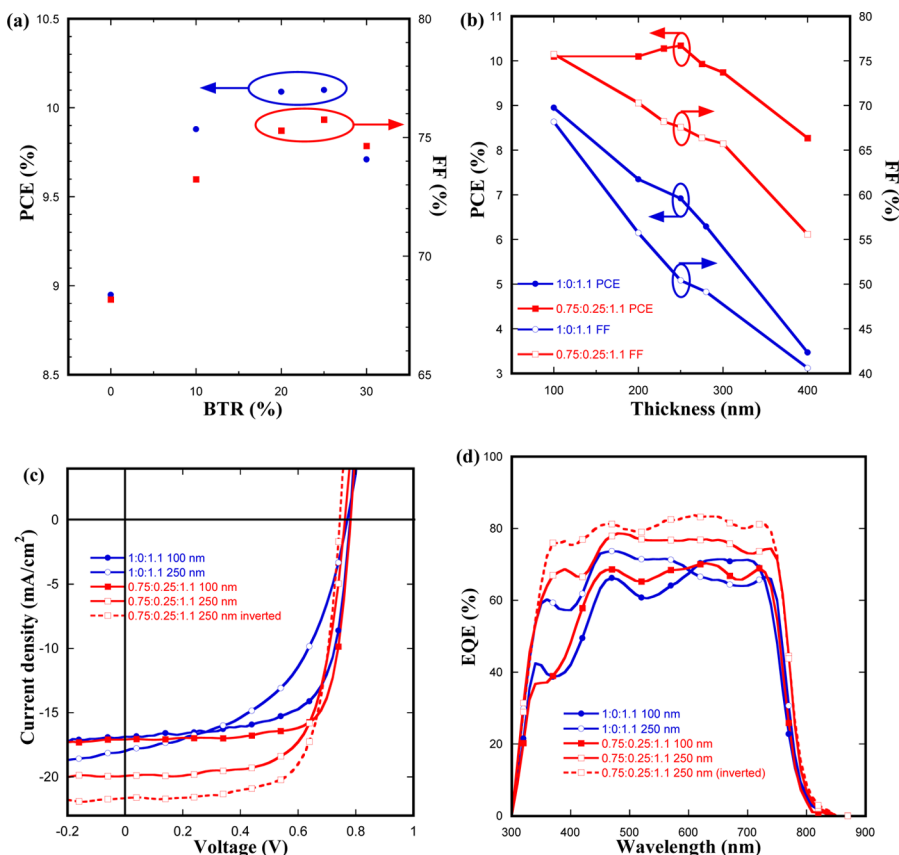 (a)
10.5
10
9.5
9
8.5
PCE (%)
80
75
70
65
FF (%)
0
10
20
30
BTR (%)
(b)
11
10
9
8
7
6
5
4
3
PCE (%)
80
70
60
50
40
FF (%)
1:0:1.1 PCE
0.75:0.25:1.1 PCE
1:0:1.1 FF
0.75:0.25:1.1 FF
100
200
300
400
Thickness (nm)
(c)
0
-5
-10
-15
-20
Current density (mA/cm²)
1:0:1.1 100 nm
1:0:1.1 250 nm
0.75:0.25:1.1 100 nm
0.75:0.25:1.1 250 nm
0.75:0.25:1.1 250 nm inverted
-0.2
0
0.2
0.4
0.6
0.8
1
Voltage (V)
(d)
100
80
60
40
20
0
EQE (%)
1:0:1.1 100 nm
1:0:1.1 250 nm
0.75:0.25:1.1 100 nm
0.75:0.25:1.1 250 nm
0.75:0.25:1.1 250 nm (inverted)
300
400
500
600
700
800
900
Wavelength (nm)